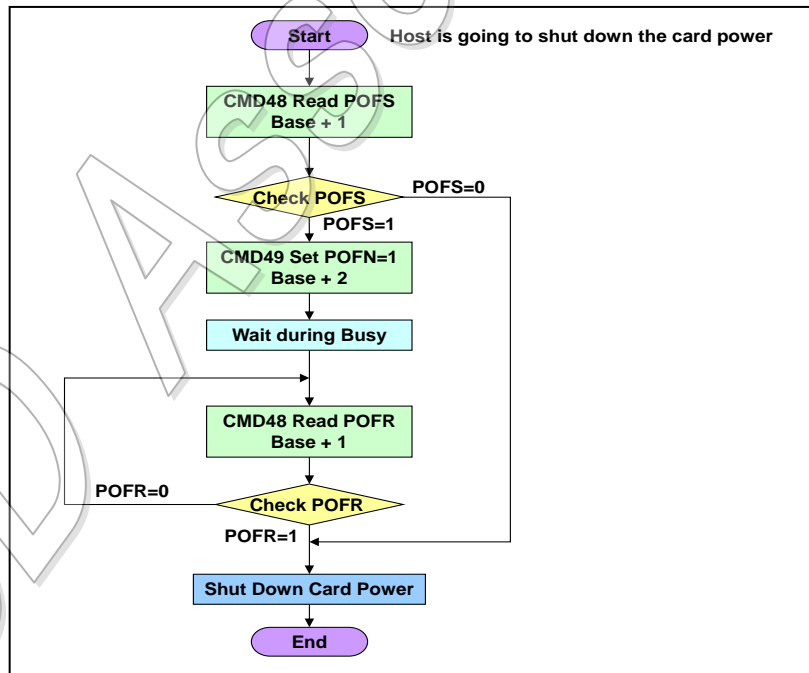 Start
Host is going to shut down the card power
CMD48 Read POFS
Base + 1
Check POFS
POFS=0
POFS=1
CMD49 Set POFN=1
Base + 2
Wait during Busy
CMD48 Read POFR
Base + 1
POFR=0
Check POFR
POFR=1
Shut Down Card Power
End